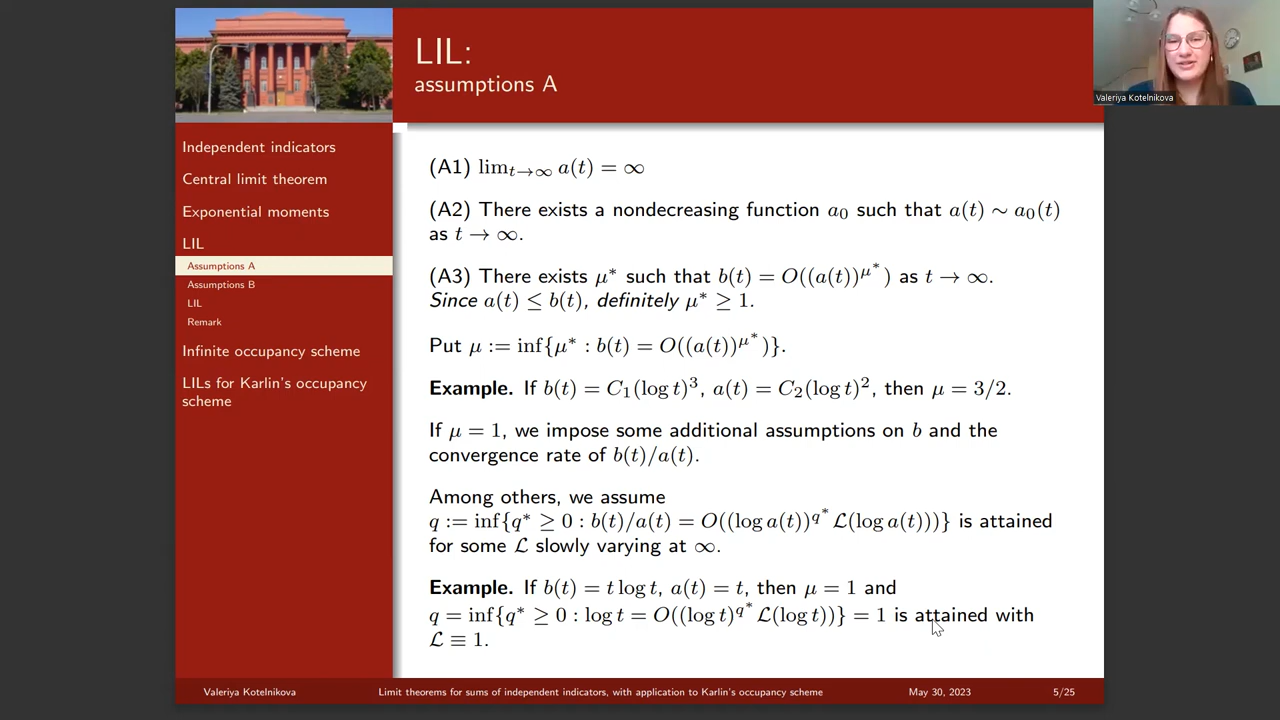 LIL:
assumptions A
Valeriya Kotelnikova
Independent indicators
Central limit theorem
Exponential moments
LIL
Assumptions A
Assumptions B
LIL
Remark
Infinite occupancy scheme
LILs for Karlin's occupancy
scheme
(A1) lim_{t→∞} a(t) = ∞
(A2) There exists a nondecreasing function a_0 such that a(t) ∼ a_0(t)
as t → ∞.
(A3) There exists μ* such that b(t) = O((a(t))^{μ*}) as t → ∞.
Since a(t) ≤ b(t), definitely μ* ≥ 1.
Put μ := inf{μ* : b(t) = O((a(t))^{μ*})}.
Example. If b(t) = C_1(log t)^3, a(t) = C_2(log t)^2, then μ = 3/2.
If μ = 1, we impose some additional assumptions on b and the
convergence rate of b(t)/a(t).
Among others, we assume
q := inf{q* ≥ 0 : b(t)/a(t) = O((log a(t))^{q*} ℒ(log a(t)))} is attained
for some ℒ slowly varying at ∞.
Example. If b(t) = t log t, a(t) = t, then μ = 1 and
q = inf{q* ≥ 0 : log t = O((log t)^{q*} ℒ(log t))} = 1 is attained with
ℒ ≡ 1.
Valeriya Kotelnikova
Limit theorems for sums of independent indicators, with application to Karlin's occupancy scheme
May 30, 2023
5/25